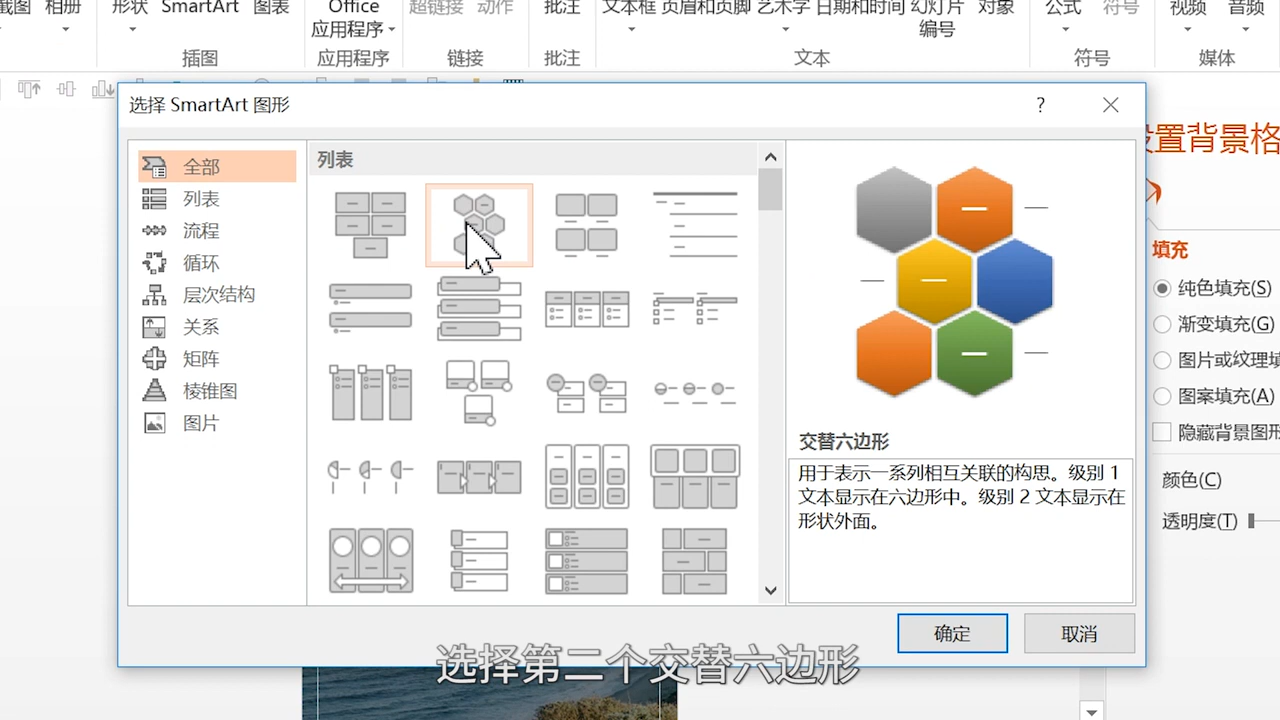 截图 相册 形状 SmartArt 图表 Office 超链接 动作 批注 文本框 页眉和页脚 艺术字 日期和时间 幻灯片 对象 公式 符号 视频 音频
应用程序 编号
插图 应用程序 链接 批注 文本 符号 媒体
选择 SmartArt 图形 ?
设置背景格
全部
列表
流程
循环
层次结构
关系
矩阵
棱锥图
图片
列表
交替六边形
用于表示一系列相互关联的构思。级别 1
文本显示在六边形中。级别 2 文本显示在
形状外面。
确定
取消
填充
纯色填充(S)
渐变填充(G)
图片或纹理填
图案填充(A)
隐藏背景图形
颜色(C)
透明度(T)
选择第二个交替六边形